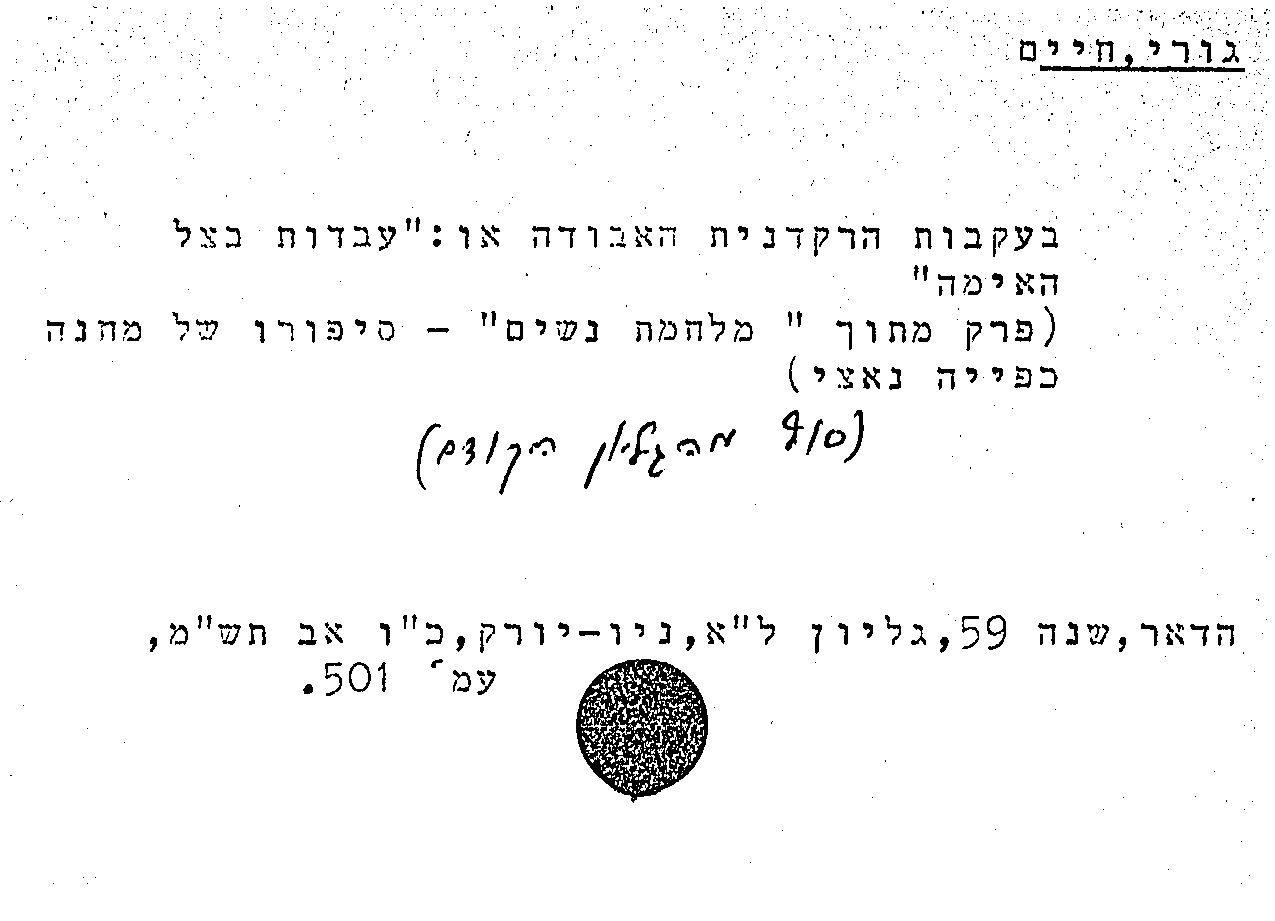 גורי,חיים
בעקבות הרקדנית האבודה או:"עבדות בצל
האימה"
(פרק מתוך " מלחמת נשים" – סיפורו של מחנה
כפייה נאצי)
(סוף מהגליון הקודם)
הדאר,שנה 59,גליון ל"א,ניו-יורק,כ"ו אב תש"מ,
עמ' 501.